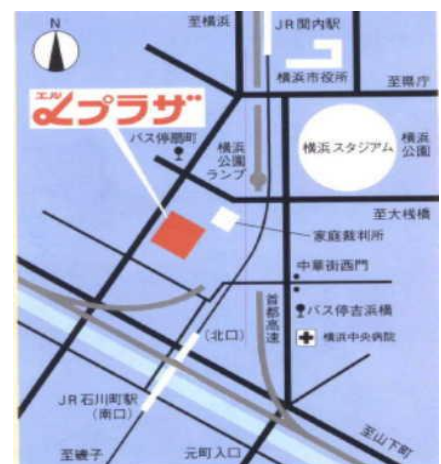 N
至横浜
JR関内駅
横浜市役所
至県庁
エル
αプラザ
バス停扇町
横浜
公園
ランプ
横浜スタジアム
横浜
公園
至大桟橋
家庭裁判所
中華街西門
首都高速
バス停吉浜橋
(北口)
横浜中央病院
JR石川町駅
(南口)
至磯子
元町入口
至山下町